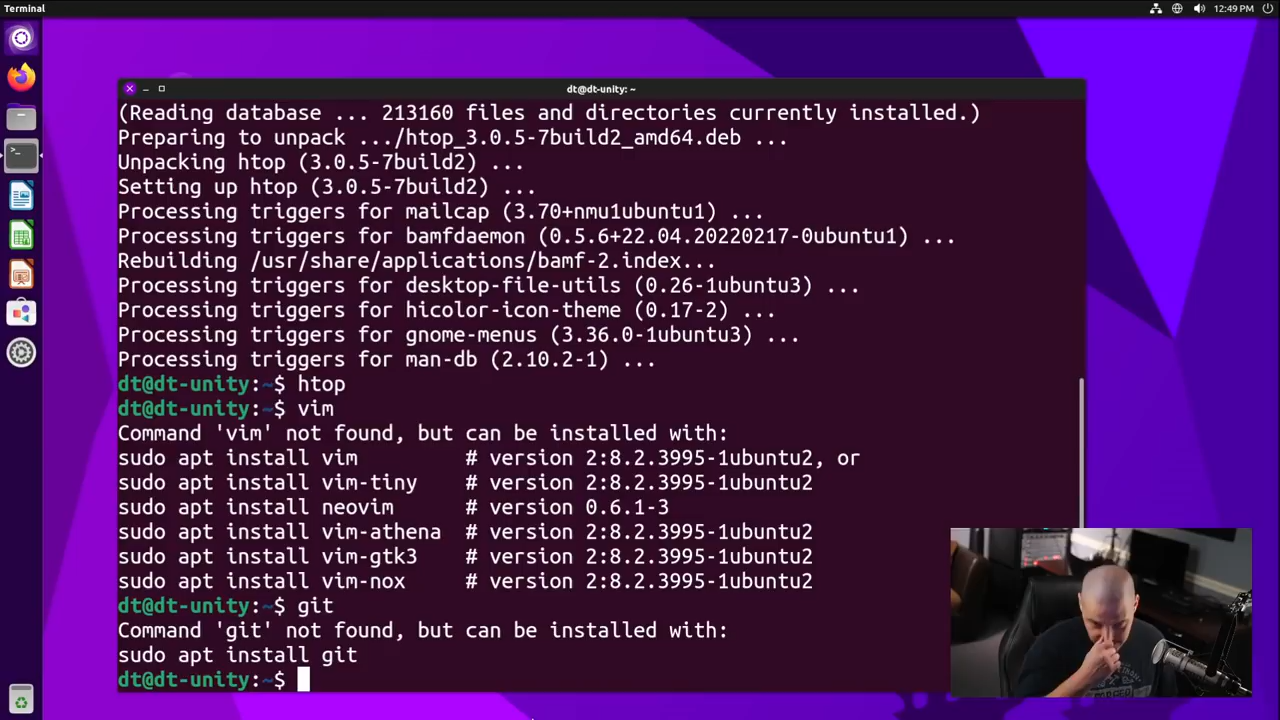 Terminal
12:49 PM
dt@dt-unity: ~
(Reading database ... 213160 files and directories currently installed.)
Preparing to unpack .../htop_3.0.5-7build2_amd64.deb ...
Unpacking htop (3.0.5-7build2) ...
Setting up htop (3.0.5-7build2) ...
Processing triggers for mailcap (3.70+nmu1ubuntu1) ...
Processing triggers for bamfdaemon (0.5.6+22.04.20220217-0ubuntu1) ...
Rebuilding /usr/share/applications/bamf-2.index...
Processing triggers for desktop-file-utils (0.26-1ubuntu3) ...
Processing triggers for hicolor-icon-theme (0.17-2) ...
Processing triggers for gnome-menus (3.36.0-1ubuntu3) ...
Processing triggers for man-db (2.10.2-1) ...
dt@dt-unity:~$ htop
dt@dt-unity:~$ vim
Command 'vim' not found, but can be installed with:
sudo apt install vim         # version 2:8.2.3995-1ubuntu2, or
sudo apt install vim-tiny    # version 2:8.2.3995-1ubuntu2
sudo apt install neovim      # version 0.6.1-3
sudo apt install vim-athena  # version 2:8.2.3995-1ubuntu2
sudo apt install vim-gtk3    # version 2:8.2.3995-1ubuntu2
sudo apt install vim-nox     # version 2:8.2.3995-1ubuntu2
dt@dt-unity:~$ git
Command 'git' not found, but can be installed with:
sudo apt install git
dt@dt-unity:~$